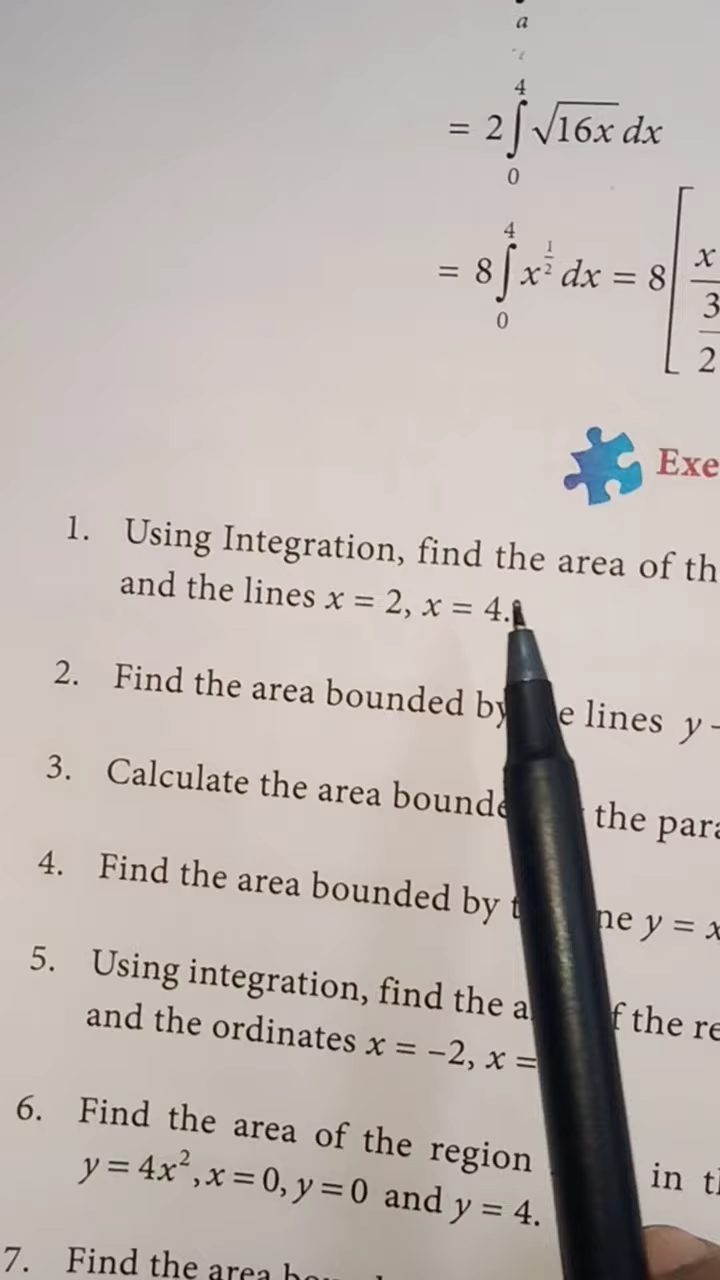 a
4
= 2∫√16x dx
0
4
= 8∫x^{1/2} dx = 8[x
0
3
2
Exe
1. Using Integration, find the area of th
and the lines x = 2, x = 4.
2. Find the area bounded by e lines y
3. Calculate the area bounde the para
4. Find the area bounded by ne y = x
5. Using integration, find the a f the re
and the ordinates x = −2, x =
6. Find the area of the region in t
y = 4x², x = 0, y = 0 and y = 4.
7. Find the area